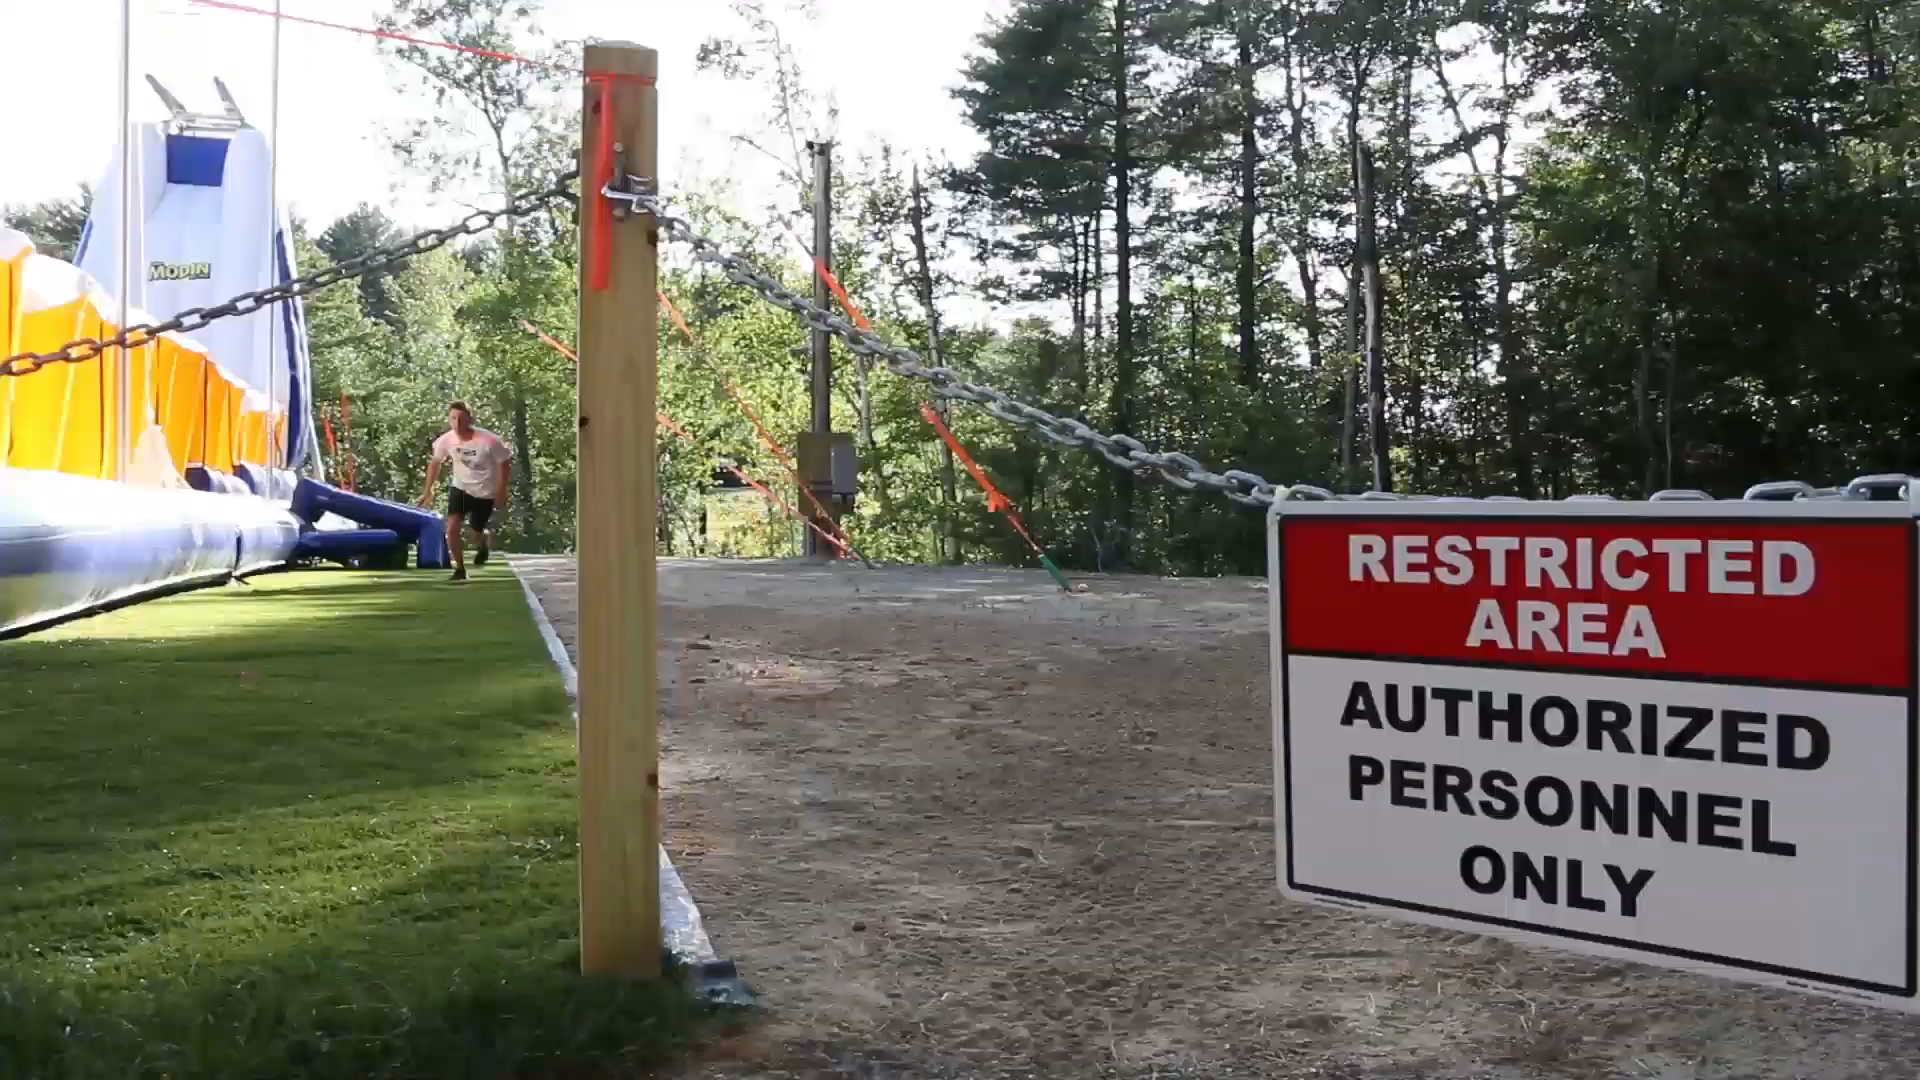 MODIN
RESTRICTED
AREA
AUTHORIZED
PERSONNEL
ONLY